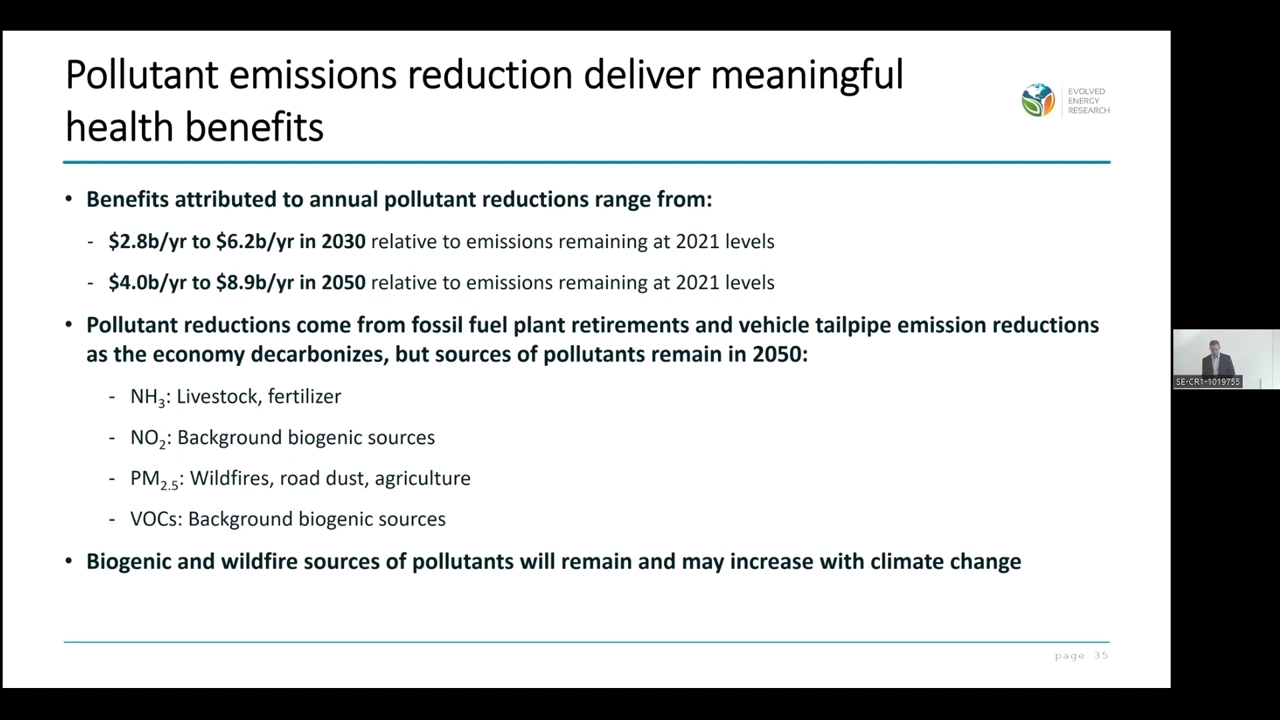 Pollutant emissions reduction deliver meaningful
health benefits
EVOLVED
ENERGY
RESEARCH
• Benefits attributed to annual pollutant reductions range from:
- $2.8b/yr to $6.2b/yr in 2030 relative to emissions remaining at 2021 levels
- $4.0b/yr to $8.9b/yr in 2050 relative to emissions remaining at 2021 levels
• Pollutant reductions come from fossil fuel plant retirements and vehicle tailpipe emission reductions
as the economy decarbonizes, but sources of pollutants remain in 2050:
- NH₃: Livestock, fertilizer
- NO₂: Background biogenic sources
- PM₂.₅: Wildfires, road dust, agriculture
- VOCs: Background biogenic sources
• Biogenic and wildfire sources of pollutants will remain and may increase with climate change
SE-CR1-1019755
page 35